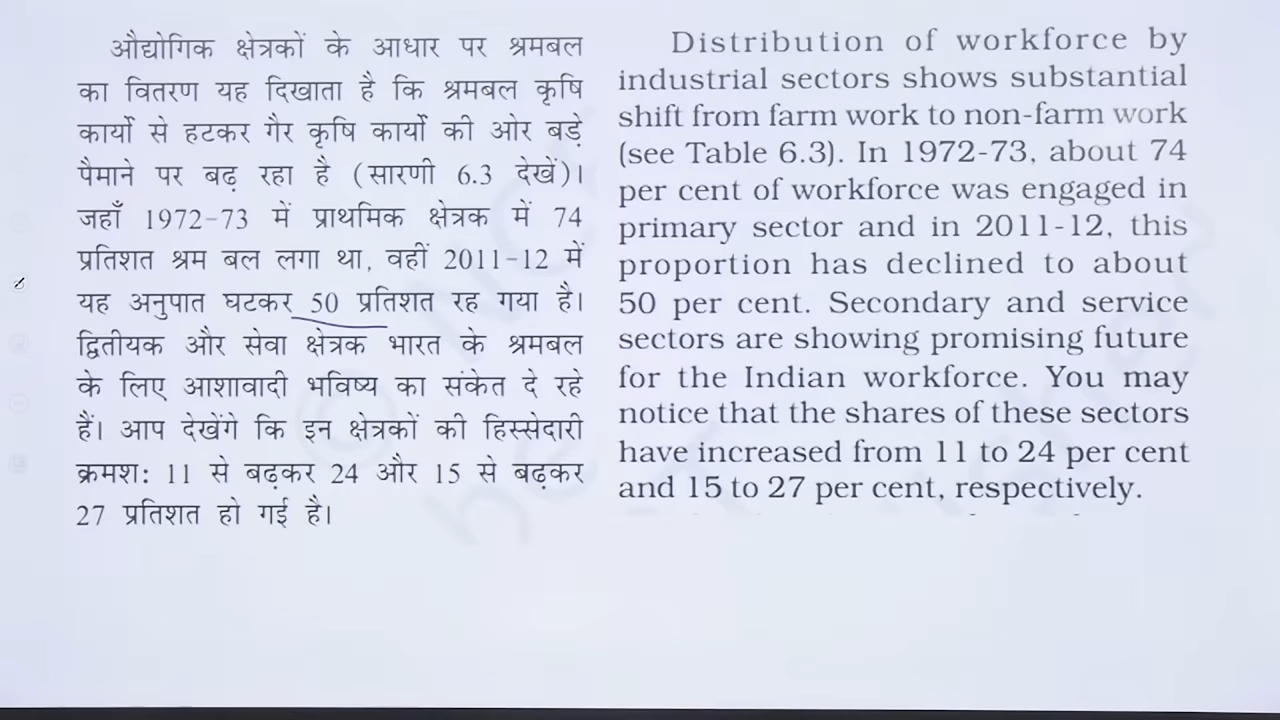 औद्योगिक क्षेत्रकों के आधार पर श्रमबल
का वितरण यह दिखाता है कि श्रमबल कृषि
कार्यों से हटकर गैर कृषि कार्यों की ओर बड़े
पैमाने पर बढ़ रहा है (सारणी 6.3 देखें)।
जहाँ 1972-73 में प्राथमिक क्षेत्रक में 74
प्रतिशत श्रम बल लगा था, वहीं 2011-12 में
यह अनुपात घटकर 50 प्रतिशत रह गया है।
द्वितीयक और सेवा क्षेत्रक भारत के श्रमबल
के लिए आशावादी भविष्य का संकेत दे रहे
हैं। आप देखेंगे कि इन क्षेत्रकों की हिस्सेदारी
क्रमश: 11 से बढ़कर 24 और 15 से बढ़कर
27 प्रतिशत हो गई है।
Distribution of workforce by
industrial sectors shows substantial
shift from farm work to non-farm work
(see Table 6.3). In 1972-73, about 74
per cent of workforce was engaged in
primary sector and in 2011-12, this
proportion has declined to about
50 per cent. Secondary and service
sectors are showing promising future
for the Indian workforce. You may
notice that the shares of these sectors
have increased from 11 to 24 per cent
and 15 to 27 per cent, respectively.